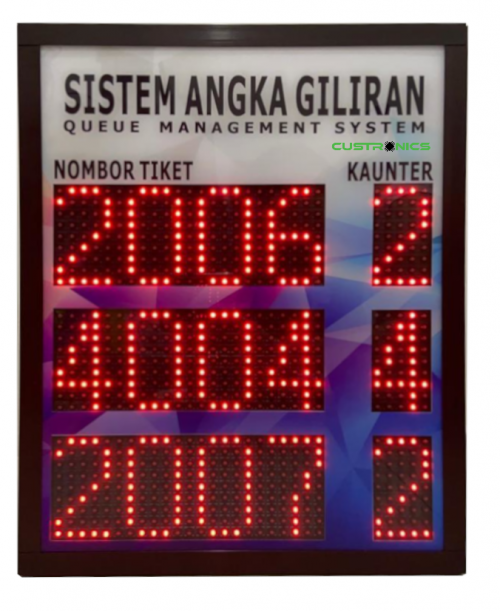 SISTEM ANGKA GILIRAN
QUEUE MANAGEMENT SYSTEM
CUSTRONICS
NOMBOR TIKET KAUNTER
2006 2
4004 4
2007 2